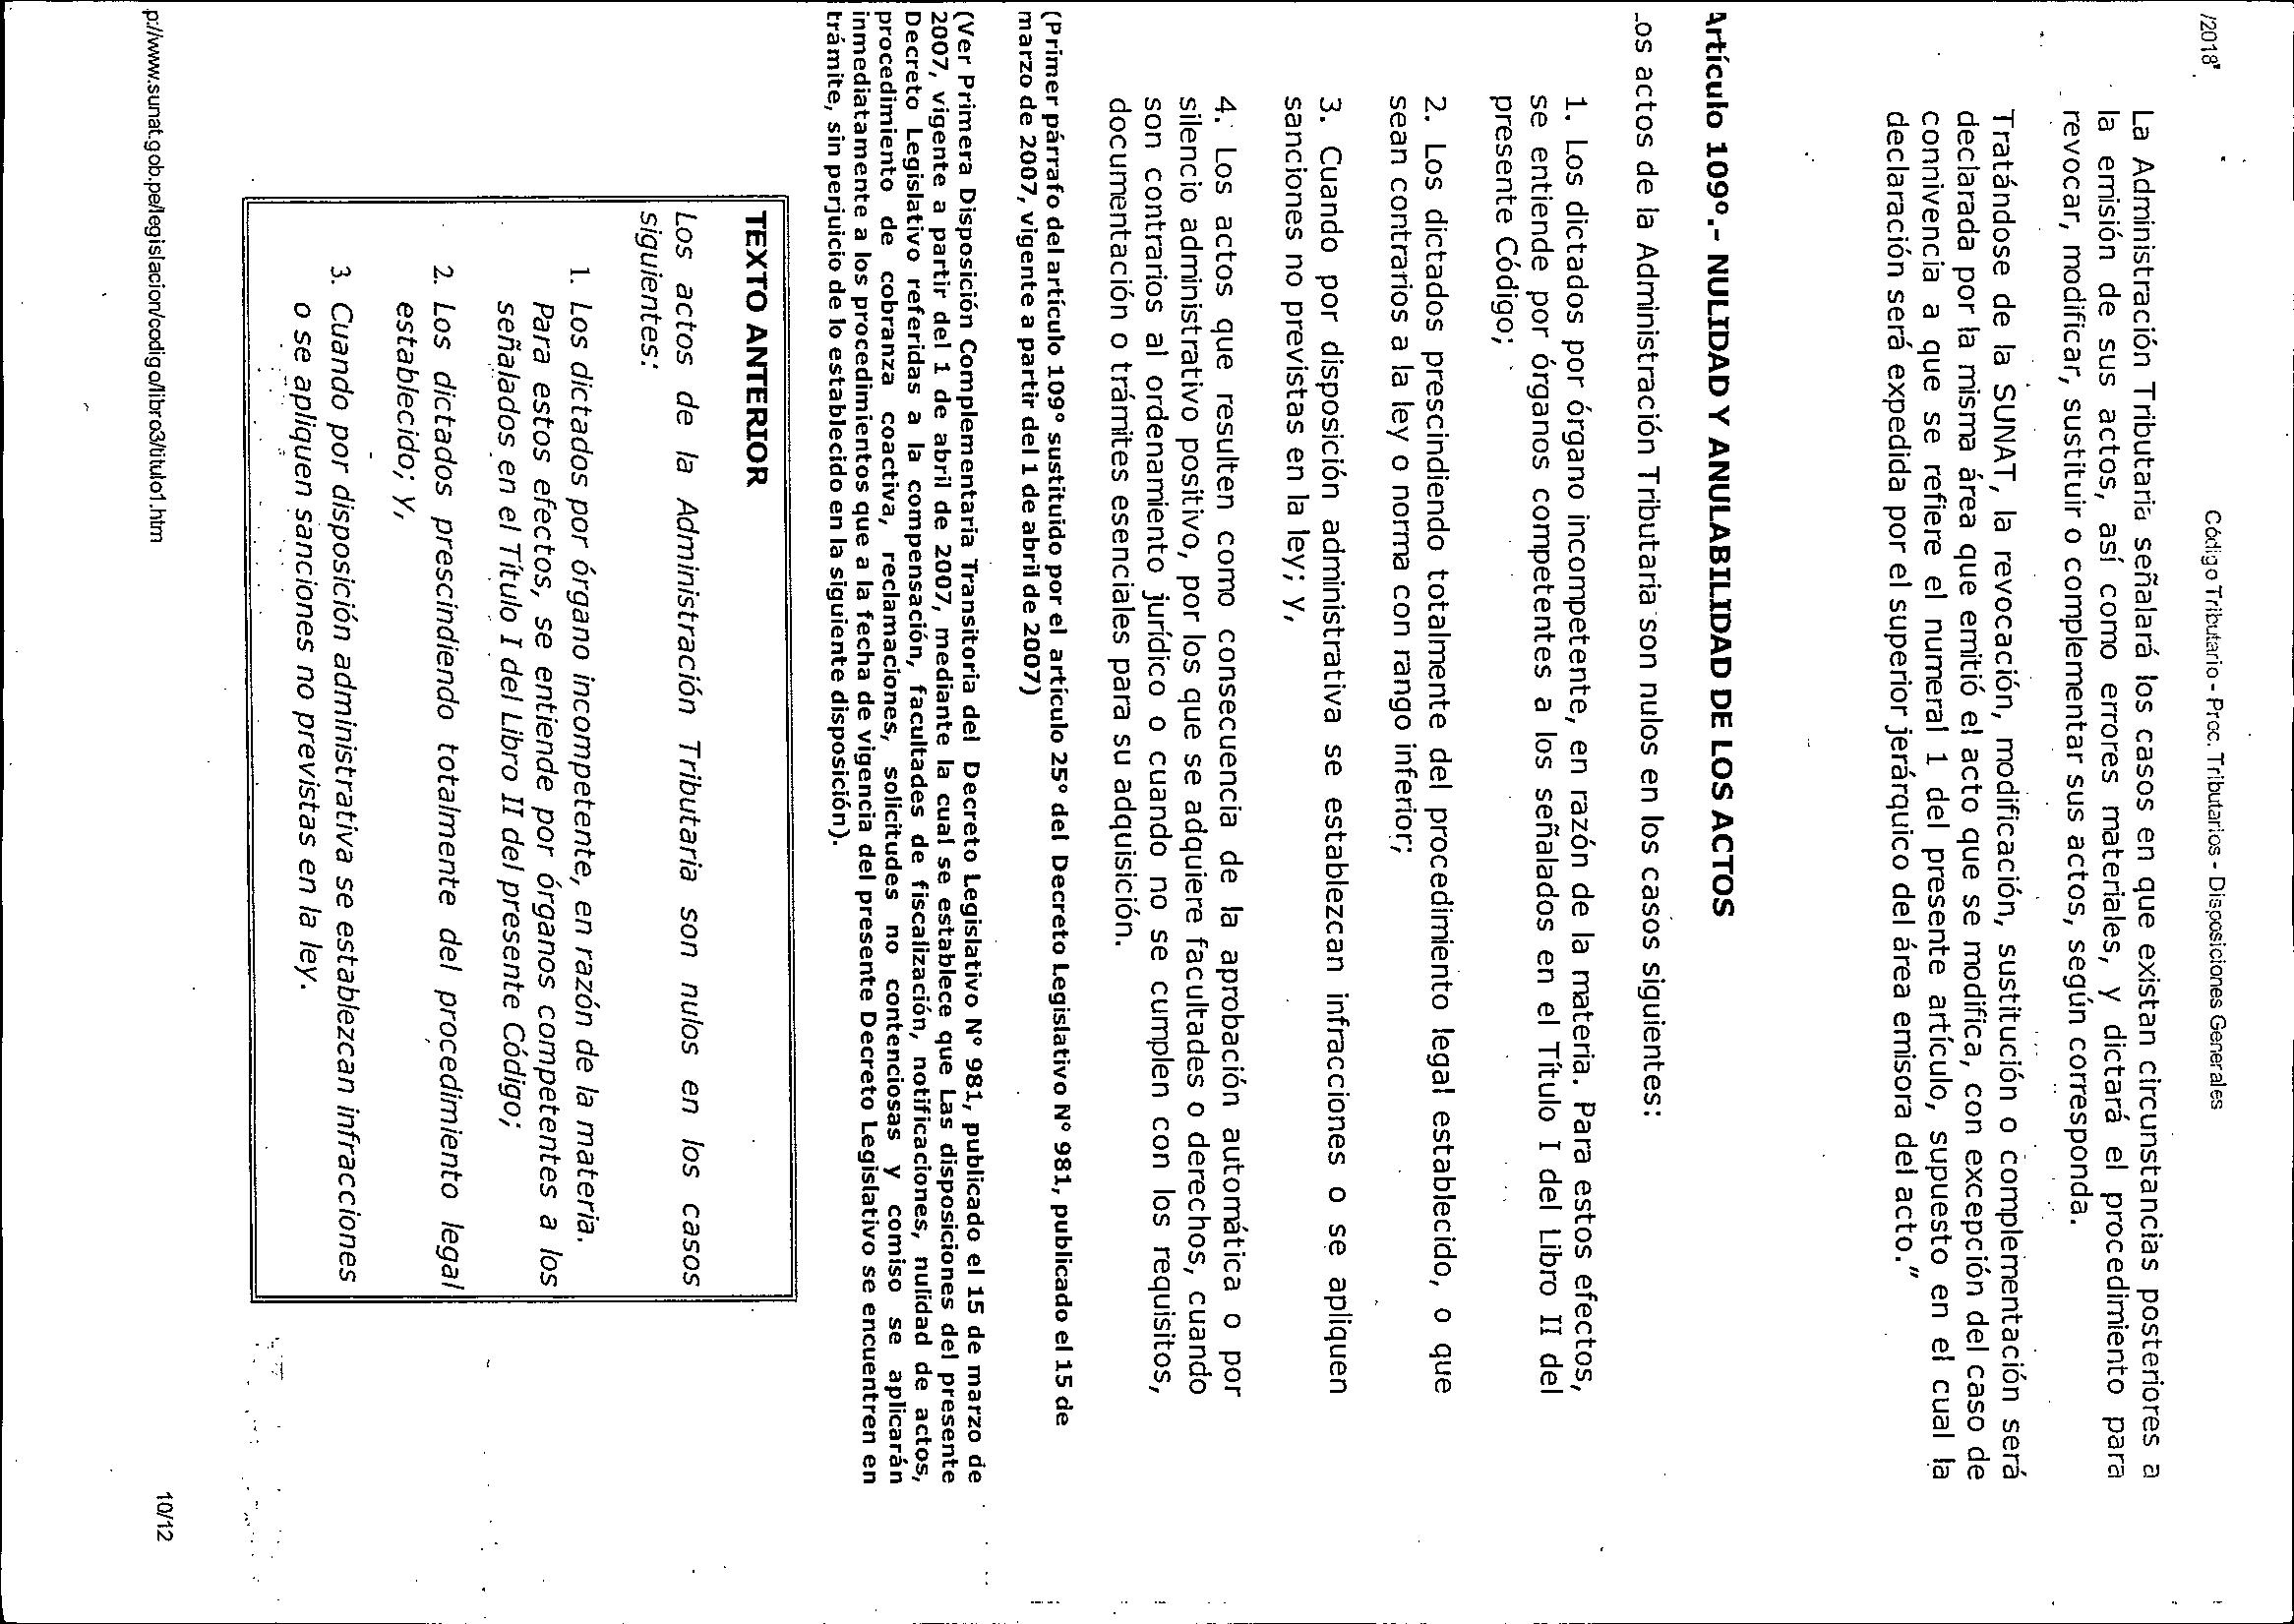 /2018
Código Tributario - Proc. Tributarios - Disposiciones Generales
La Administración Tributaria señalará los casos en que existan circunstancias posteriores a
la emisión de sus actos, así como errores materiales, y dictará el procedimiento para
revocar, modificar, sustituir o complementar sus actos, según corresponda.
Tratándose de la SUNAT, la revocación, modificación, sustitución o complementación será
declarada por la misma área que emitió el acto que se modifica, con excepción del caso de
connivencia a que se refiere el numeral 1 del presente artículo, supuesto en el cual la
declaración será expedida por el superior jerárquico del área emisora del acto."
Artículo 109º.- NULIDAD Y ANULABILIDAD DE LOS ACTOS
Los actos de la Administración Tributaria son nulos en los casos siguientes:
1. Los dictados por órgano incompetente, en razón de la materia. Para estos efectos,
se entiende por órganos competentes a los señalados en el Título I del Libro II del
presente Código;
2. Los dictados prescindiendo totalmente del procedimiento legal establecido, o que
sean contrarios a la ley o norma con rango inferior;
3. Cuando por disposición administrativa se establezcan infracciones o se apliquen
sanciones no previstas en la ley; y,
4. Los actos que resulten como consecuencia de la aprobación automática o por
silencio administrativo positivo, por los que se adquiere facultades o derechos, cuando
son contrarios al ordenamiento jurídico o cuando no se cumplen con los requisitos,
documentación o trámites esenciales para su adquisición.
(Primer párrafo del artículo 109º sustituido por el artículo 25º del Decreto Legislativo Nº 981, publicado el 15 de
marzo de 2007, vigente a partir del 1 de abril de 2007)
(Ver Primera Disposición Complementaria Transitoria del Decreto Legislativo Nº 981, publicado el 15 de marzo de
2007, vigente a partir del 1 de abril de 2007, mediante la cual se establece que Las disposiciones del presente
Decreto Legislativo referidas a la compensación, facultades de fiscalización, notificaciones, nulidad de actos,
procedimiento de cobranza coactiva, reclamaciones, solicitudes no contenciosas y comiso se aplicarán
inmediatamente a los procedimientos que a la fecha de vigencia del presente Decreto Legislativo se encuentren en
trámite, sin perjuicio de lo establecido en la siguiente disposición).
TEXTO ANTERIOR
Los actos de la Administración Tributaria son nulos en los casos
siguientes:
1. Los dictados por órgano incompetente, en razón de la materia.
Para estos efectos, se entiende por órganos competentes a los
señalados en el Título I del Libro II del presente Código;
2. Los dictados prescindiendo totalmente del procedimiento legal
establecido; y,
3. Cuando por disposición administrativa se establezcan infracciones
o se apliquen sanciones no previstas en la ley.
p://www.sunat.gob.pe/legislacion/codigo/libro3/titulo1.htm
10/12